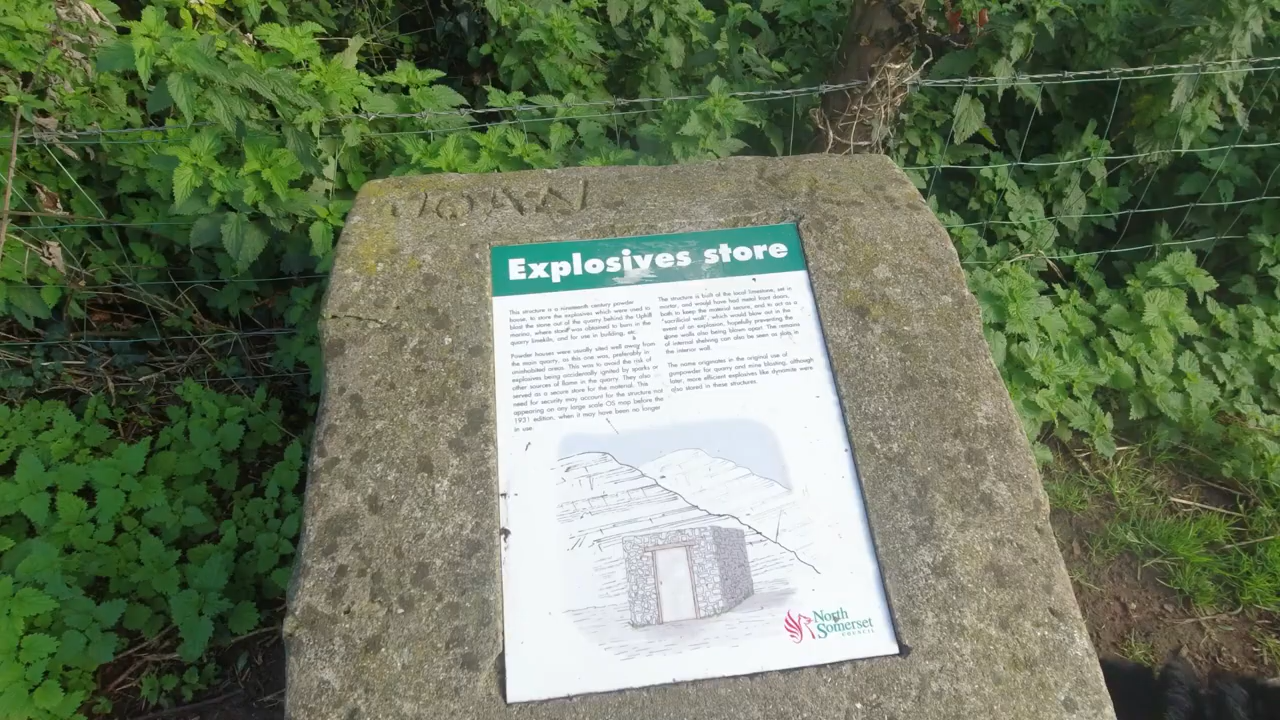 Explosives store
This structure is a nineteenth century powder
house, to store the explosives which were used to
blast the stone out of the quarry behind the Uphill
marina, where stone was obtained to burn in the
quarry limekiln, and for use in building, etc.
Powder houses were usually sited well away from
the main quarry, as this one was, preferably in
uninhabited areas. This was to avoid the risk of
explosives being accidentally ignited by sparks or
other sources of flame in the quarry. They also
served as a secure store for the material. This
need for security may account for the structure not
appearing on any large scale OS map before the
1931 edition, when it may have been no longer
in use.
The structure is built of the local limestone, set in
mortar, and would have had metal front doors,
both to keep the material secure, and to act as a
"sacrificial wall", which would blow out in the
event of an explosion, hopefully preventing the
stone walls also being blown apart. The remains
of internal shelving can also be seen as slots in
the interior wall.
The name originates in the original use of
gunpowder for quarry and mine blasting, although
later, more efficient explosives like dynamite were
also stored in these structures.
North
Somerset
COUNCIL